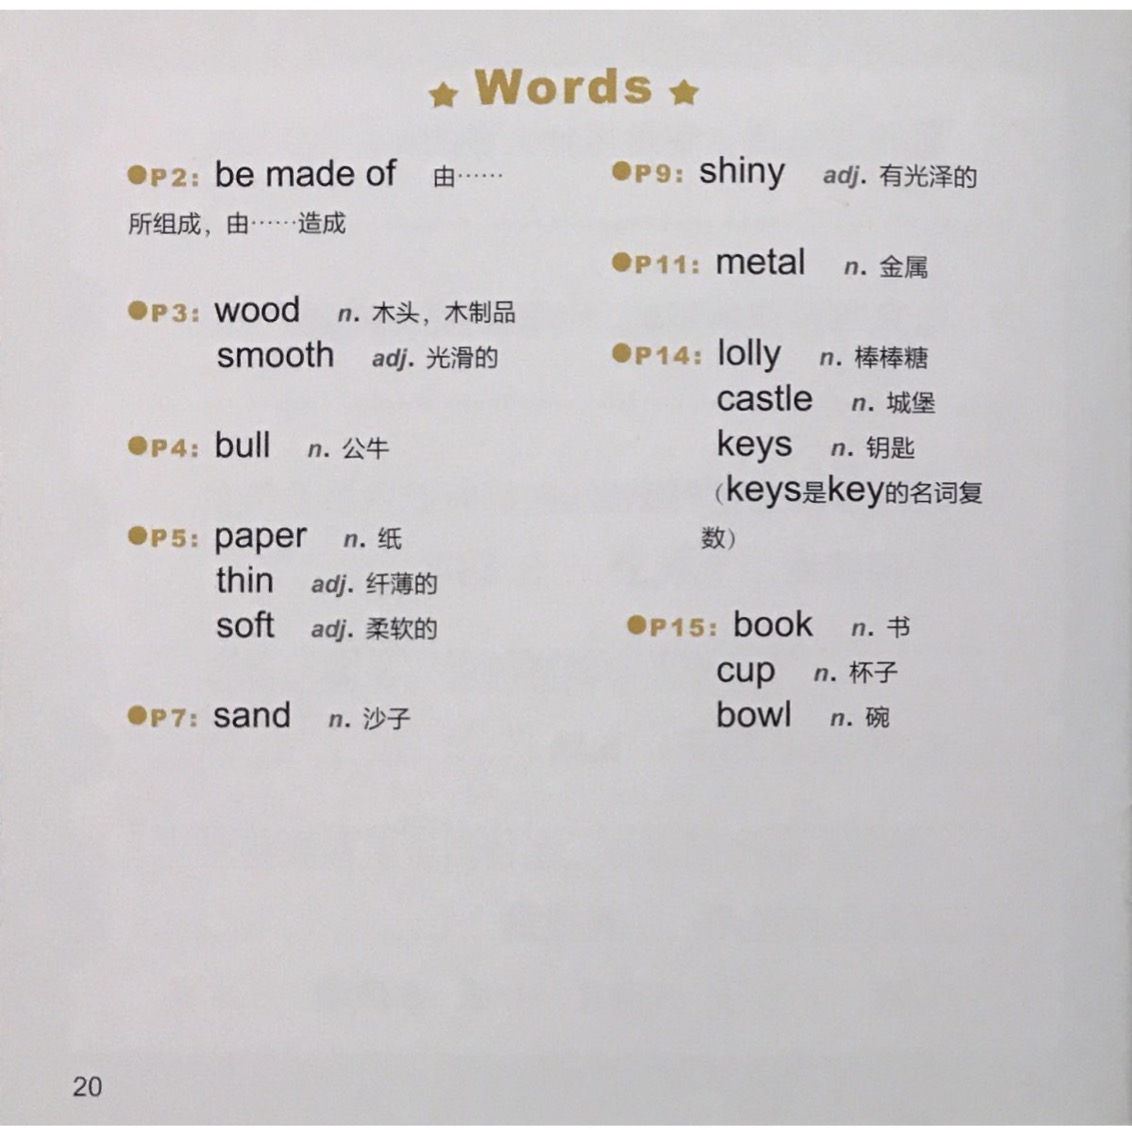 ★ Words ★
●P2: be made of 由……
所组成，由……造成
●P3: wood n. 木头，木制品
smooth adj. 光滑的
●P4: bull n. 公牛
●P5: paper n. 纸
thin adj. 纤薄的
soft adj. 柔软的
●P7: sand n. 沙子
●P9: shiny adj. 有光泽的
●P11: metal n. 金属
●P14: lolly n. 棒棒糖
castle n. 城堡
keys n. 钥匙
（keys是key的名词复
数）
●P15: book n. 书
cup n. 杯子
bowl n. 碗
20